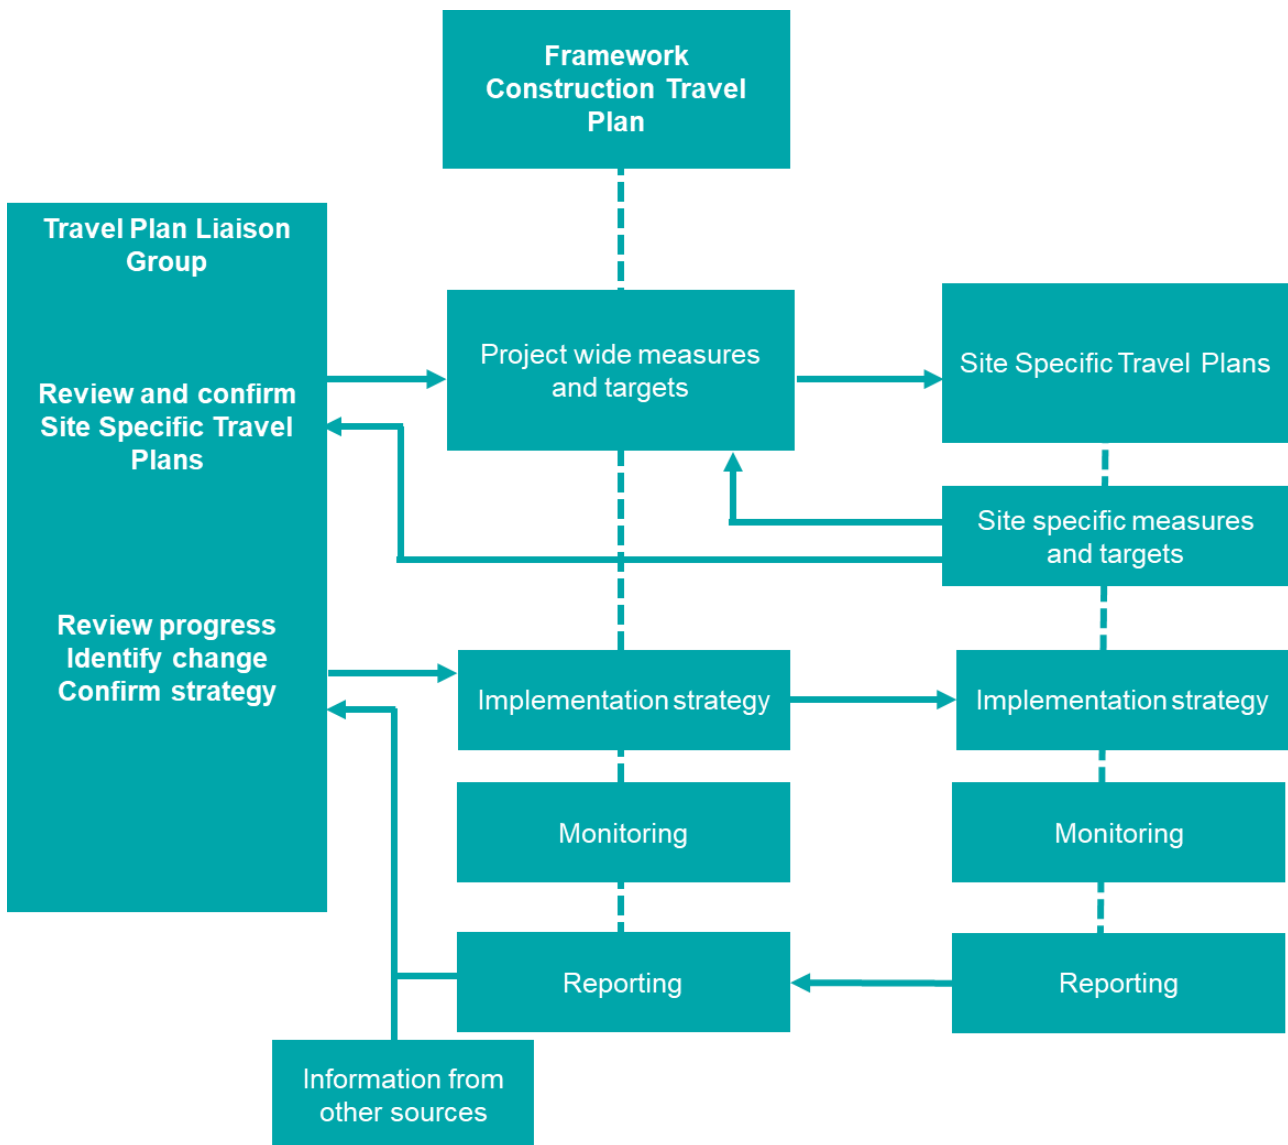 Framework
Construction Travel
Plan
Travel Plan Liaison
Group
Review and confirm
Site Specific Travel
Plans
Review progress
Identify change
Confirm strategy
Project wide measures
and targets
Site Specific Travel Plans
Site specific measures
and targets
Implementation strategy
Implementation strategy
Monitoring
Monitoring
Reporting
Reporting
Information from
other sources